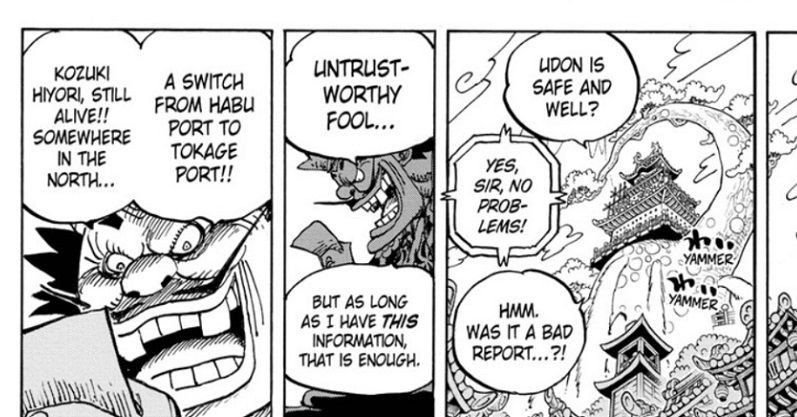 UDON IS
SAFE AND
WELL?
YES,
SIR, NO
PROB-
LEMS!
YAMMER
YAMMER
HMM.
WAS IT A BAD
REPORT...?!
UNTRUST-
WORTHY
FOOL...
BUT AS LONG
AS I HAVE THIS
INFORMATION,
THAT IS ENOUGH.
A SWITCH
FROM HABU
PORT TO
TOKAGE
PORT!!
KOZUKI
HIYORI, STILL
ALIVE!!
SOMEWHERE
IN THE
NORTH...